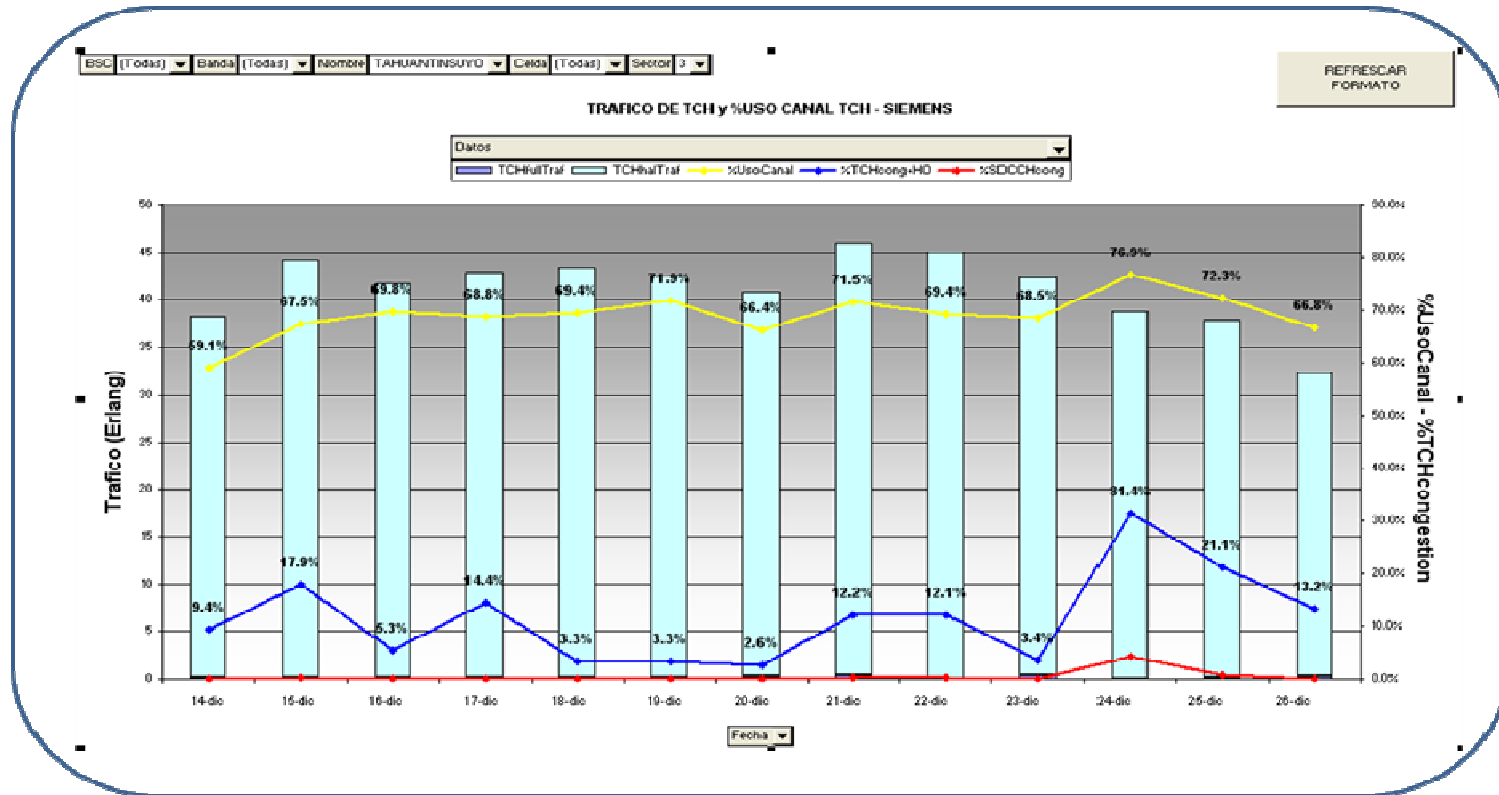 BSC (Todas) Banda (Todas) Nombre TAHUANTINSUYO Celda (Todas) Sector 3
REFRESCAR
FORMATO
TRAFICO DE TCH y %USO CANAL TCH - SIEMENS
Datos
TCHfullTraf TCHhalTraf %UsoCanal %TCHcong+HO %SDCCHcong
Trafico (Erlang)
50
45
40
35
30
25
20
15
10
5
0
59.1% 67.5% 69.8% 68.8% 69.4% 71.9% 66.4% 71.5% 69.4% 68.5% 76.9% 72.3% 66.8%
9.4% 17.9% 5.3% 14.4% 3.3% 3.3% 2.6% 12.2% 12.1% 3.4% 31.4% 21.1% 13.2%
90.0%
80.0%
70.0%
60.0%
50.0%
40.0%
30.0%
20.0%
10.0%
0.0%
%UsoCanal - %TCHcongestion
14-dic 15-dic 16-dic 17-dic 18-dic 19-dic 20-dic 21-dic 22-dic 23-dic 24-dic 25-dic 26-dic
Fecha